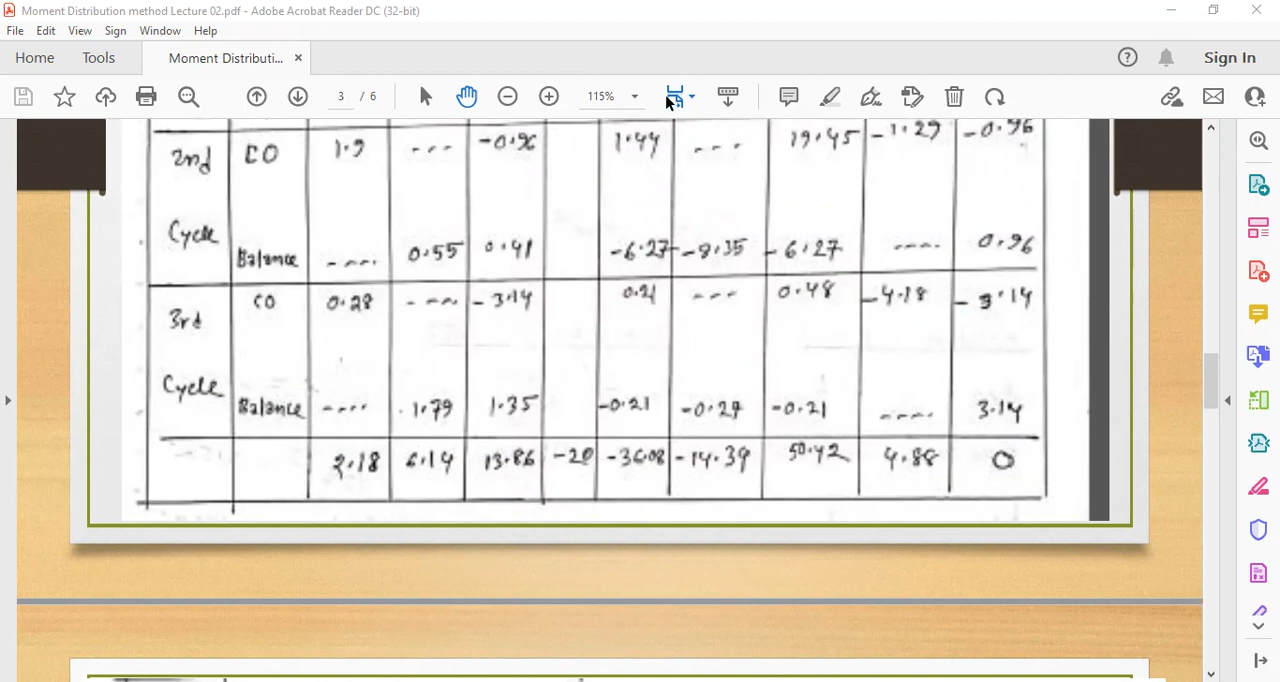 Moment Distribution method Lecture 02.pdf - Adobe Acrobat Reader DC (32-bit)
File Edit View Sign Window Help
Home Tools Moment Distributi... × Sign In
3 / 6 115%
2nd CO 1.9 --- -0.96 1.44 --- 19.45 -1.29 -0.96
Cycle
Balance ---. 0.55 0.41 -6.27 -8.35 -6.27 ---. 0.96
3rd CO 0.28 --- -3.14 0.21 --- 0.48 -4.18 -3.14
Cycle
Balance ---- 1.79 1.35 -0.21 -0.29 -0.21 ----. 3.14
2.18 6.14 13.86 -20 -36.08 -14.39 50.42 4.88 0